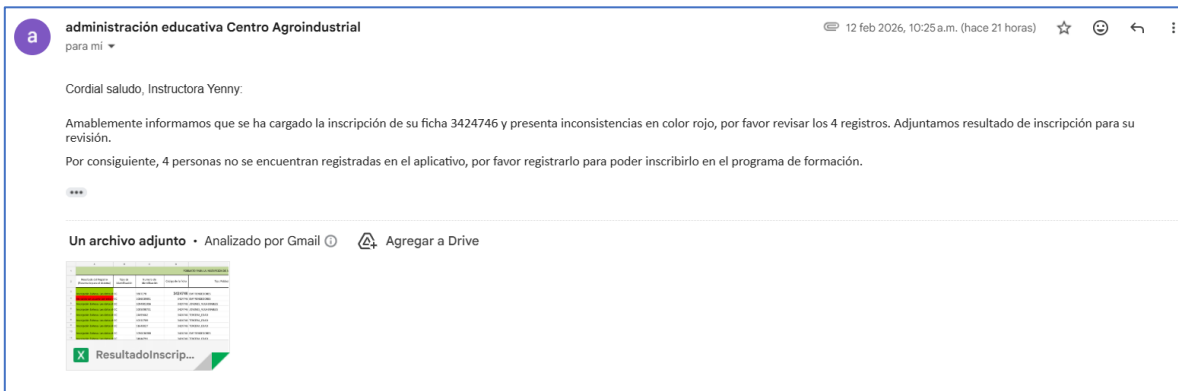 a
administración educativa Centro Agroindustrial
12 feb 2026, 10:25 a.m. (hace 21 horas)
para mi
Cordial saludo, Instructora Yenny:
Amablemente informamos que se ha cargado la inscripción de su ficha 3424746 y presenta inconsistencias en color rojo, por favor revisar los 4 registros. Adjuntamos resultado de inscripción para su
revisión.
Por consiguiente, 4 personas no se encuentran registradas en el aplicativo, por favor registrarlo para poder inscribirlo en el programa de formación.
Un archivo adjunto • Analizado por Gmail
Agregar a Drive
X ResultadoInscrip...